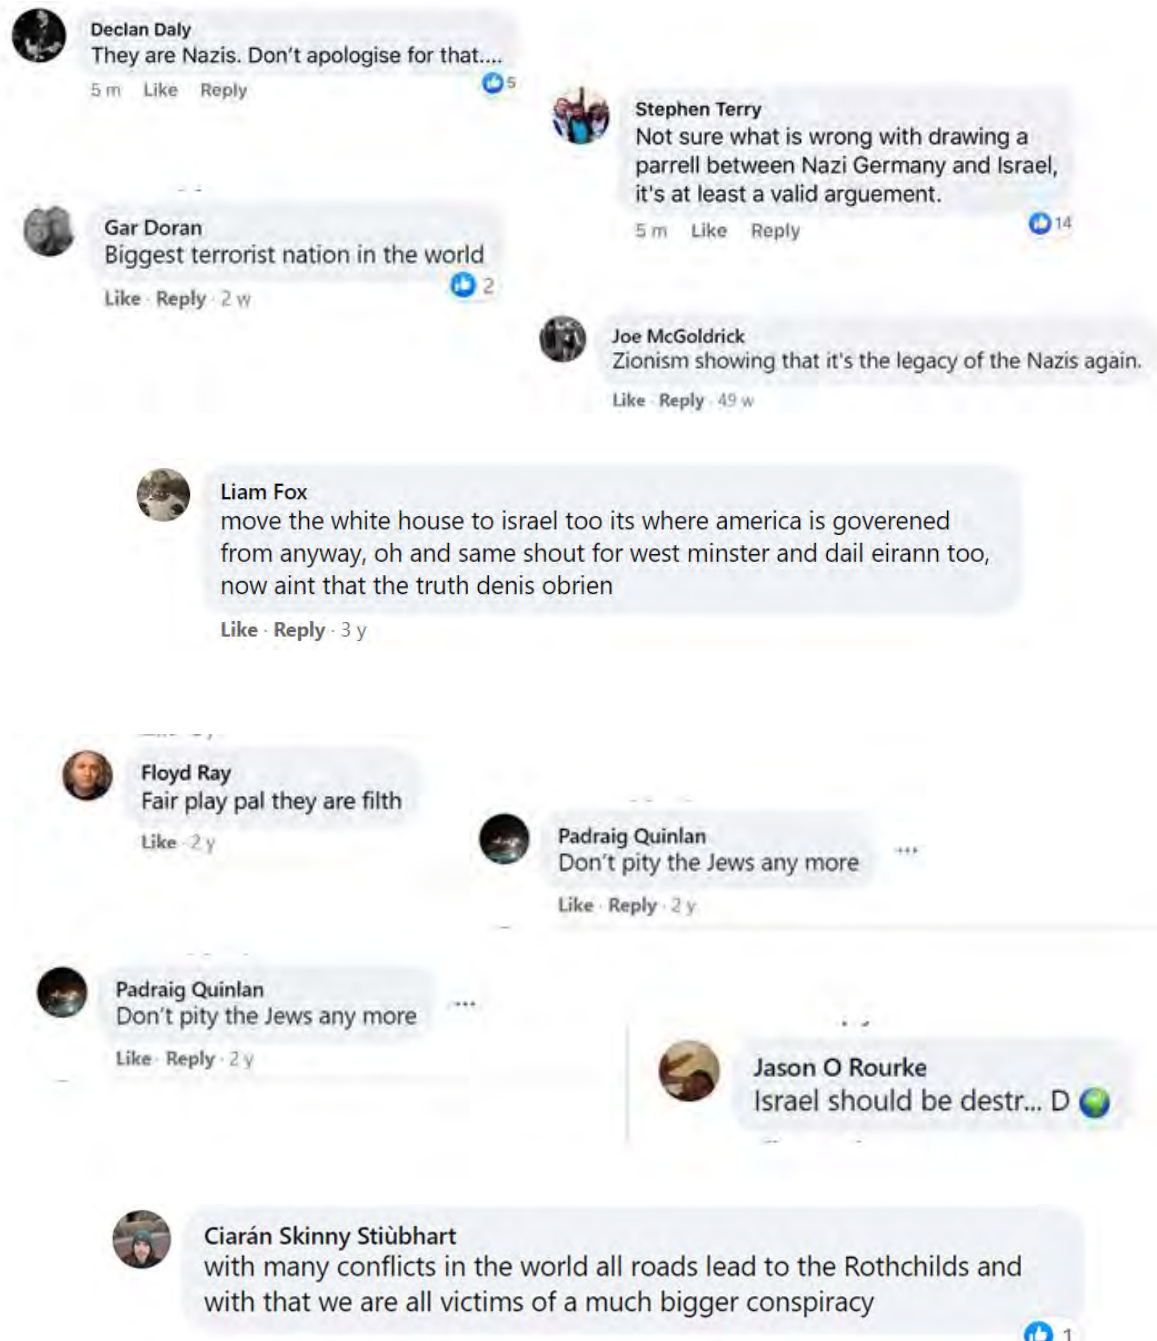 Declan Daly
They are Nazis. Don't apologise for that....
5 m Like Reply
5
Stephen Terry
Not sure what is wrong with drawing a
parrell between Nazi Germany and Israel,
it's at least a valid arguement.
5 m Like Reply
14
Gar Doran
Biggest terrorist nation in the world
2
Like · Reply · 2 w
Joe McGoldrick
Zionism showing that it's the legacy of the Nazis again.
Like · Reply · 49 w
Liam Fox
move the white house to israel too its where america is goverened
from anyway, oh and same shout for west minster and dail eirann too,
now aint that the truth denis obrien
Like · Reply · 3 y
Floyd Ray
Fair play pal they are filth
Like · 2 y
Padraig Quinlan
Don't pity the Jews any more
Like · Reply · 2 y
Padraig Quinlan
Don't pity the Jews any more
Like · Reply · 2 y
Jason O Rourke
Israel should be destr... D
Ciarán Skinny Stiùbhart
with many conflicts in the world all roads lead to the Rothchilds and
with that we are all victims of a much bigger conspiracy
1